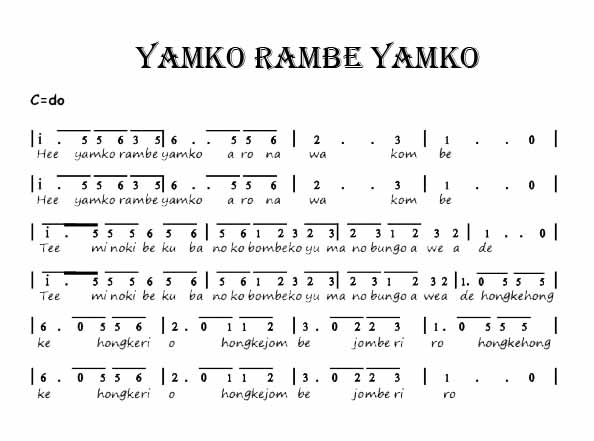 YAMKO RAMBE YAMKO
C=do
| i . 5 5 6 3 5 | 6 . . 5 5 6 | 2 . . 3 | 1 . . 0 |
Hee yamko rambe yamko a ro na wa kom be
| i . 5 5 6 3 5 | 6 . . 5 5 6 | 2 . . 3 | 1 . . 0 |
Hee yamko rambe yamko a ro na wa kom be
| i . 5 5 5 6 5 6 5 | 5 6 1 2 3 2 3 | 2 3 1 2 3 2 | 1 . . 0 |
Tee mi noki be ku ba no ko bombeko yu ma no bungo a we a de
| i . 5 5 5 6 5 6 5 | 5 6 1 2 3 2 3 | 2 3 1 2 3 2 | 1. 0 5 5 5 |
Tee mi noki be ku ba no ko bombeko yu ma no bungo a wea de hongkehong
| 6 . 0 5 5 6 | 2 . 0 1 1 2 | 3 . 0 2 2 3 | 1. 0 5 5 5 |
ke hongkeri o hongkejom be jombe ri ro hongkehong
| 6 . 0 5 5 6 | 2 . 0 1 1 2 | 3 . 0 2 2 3 | 1 . . 0 |
ke hongkeri o hongkejom be jombe ri ro